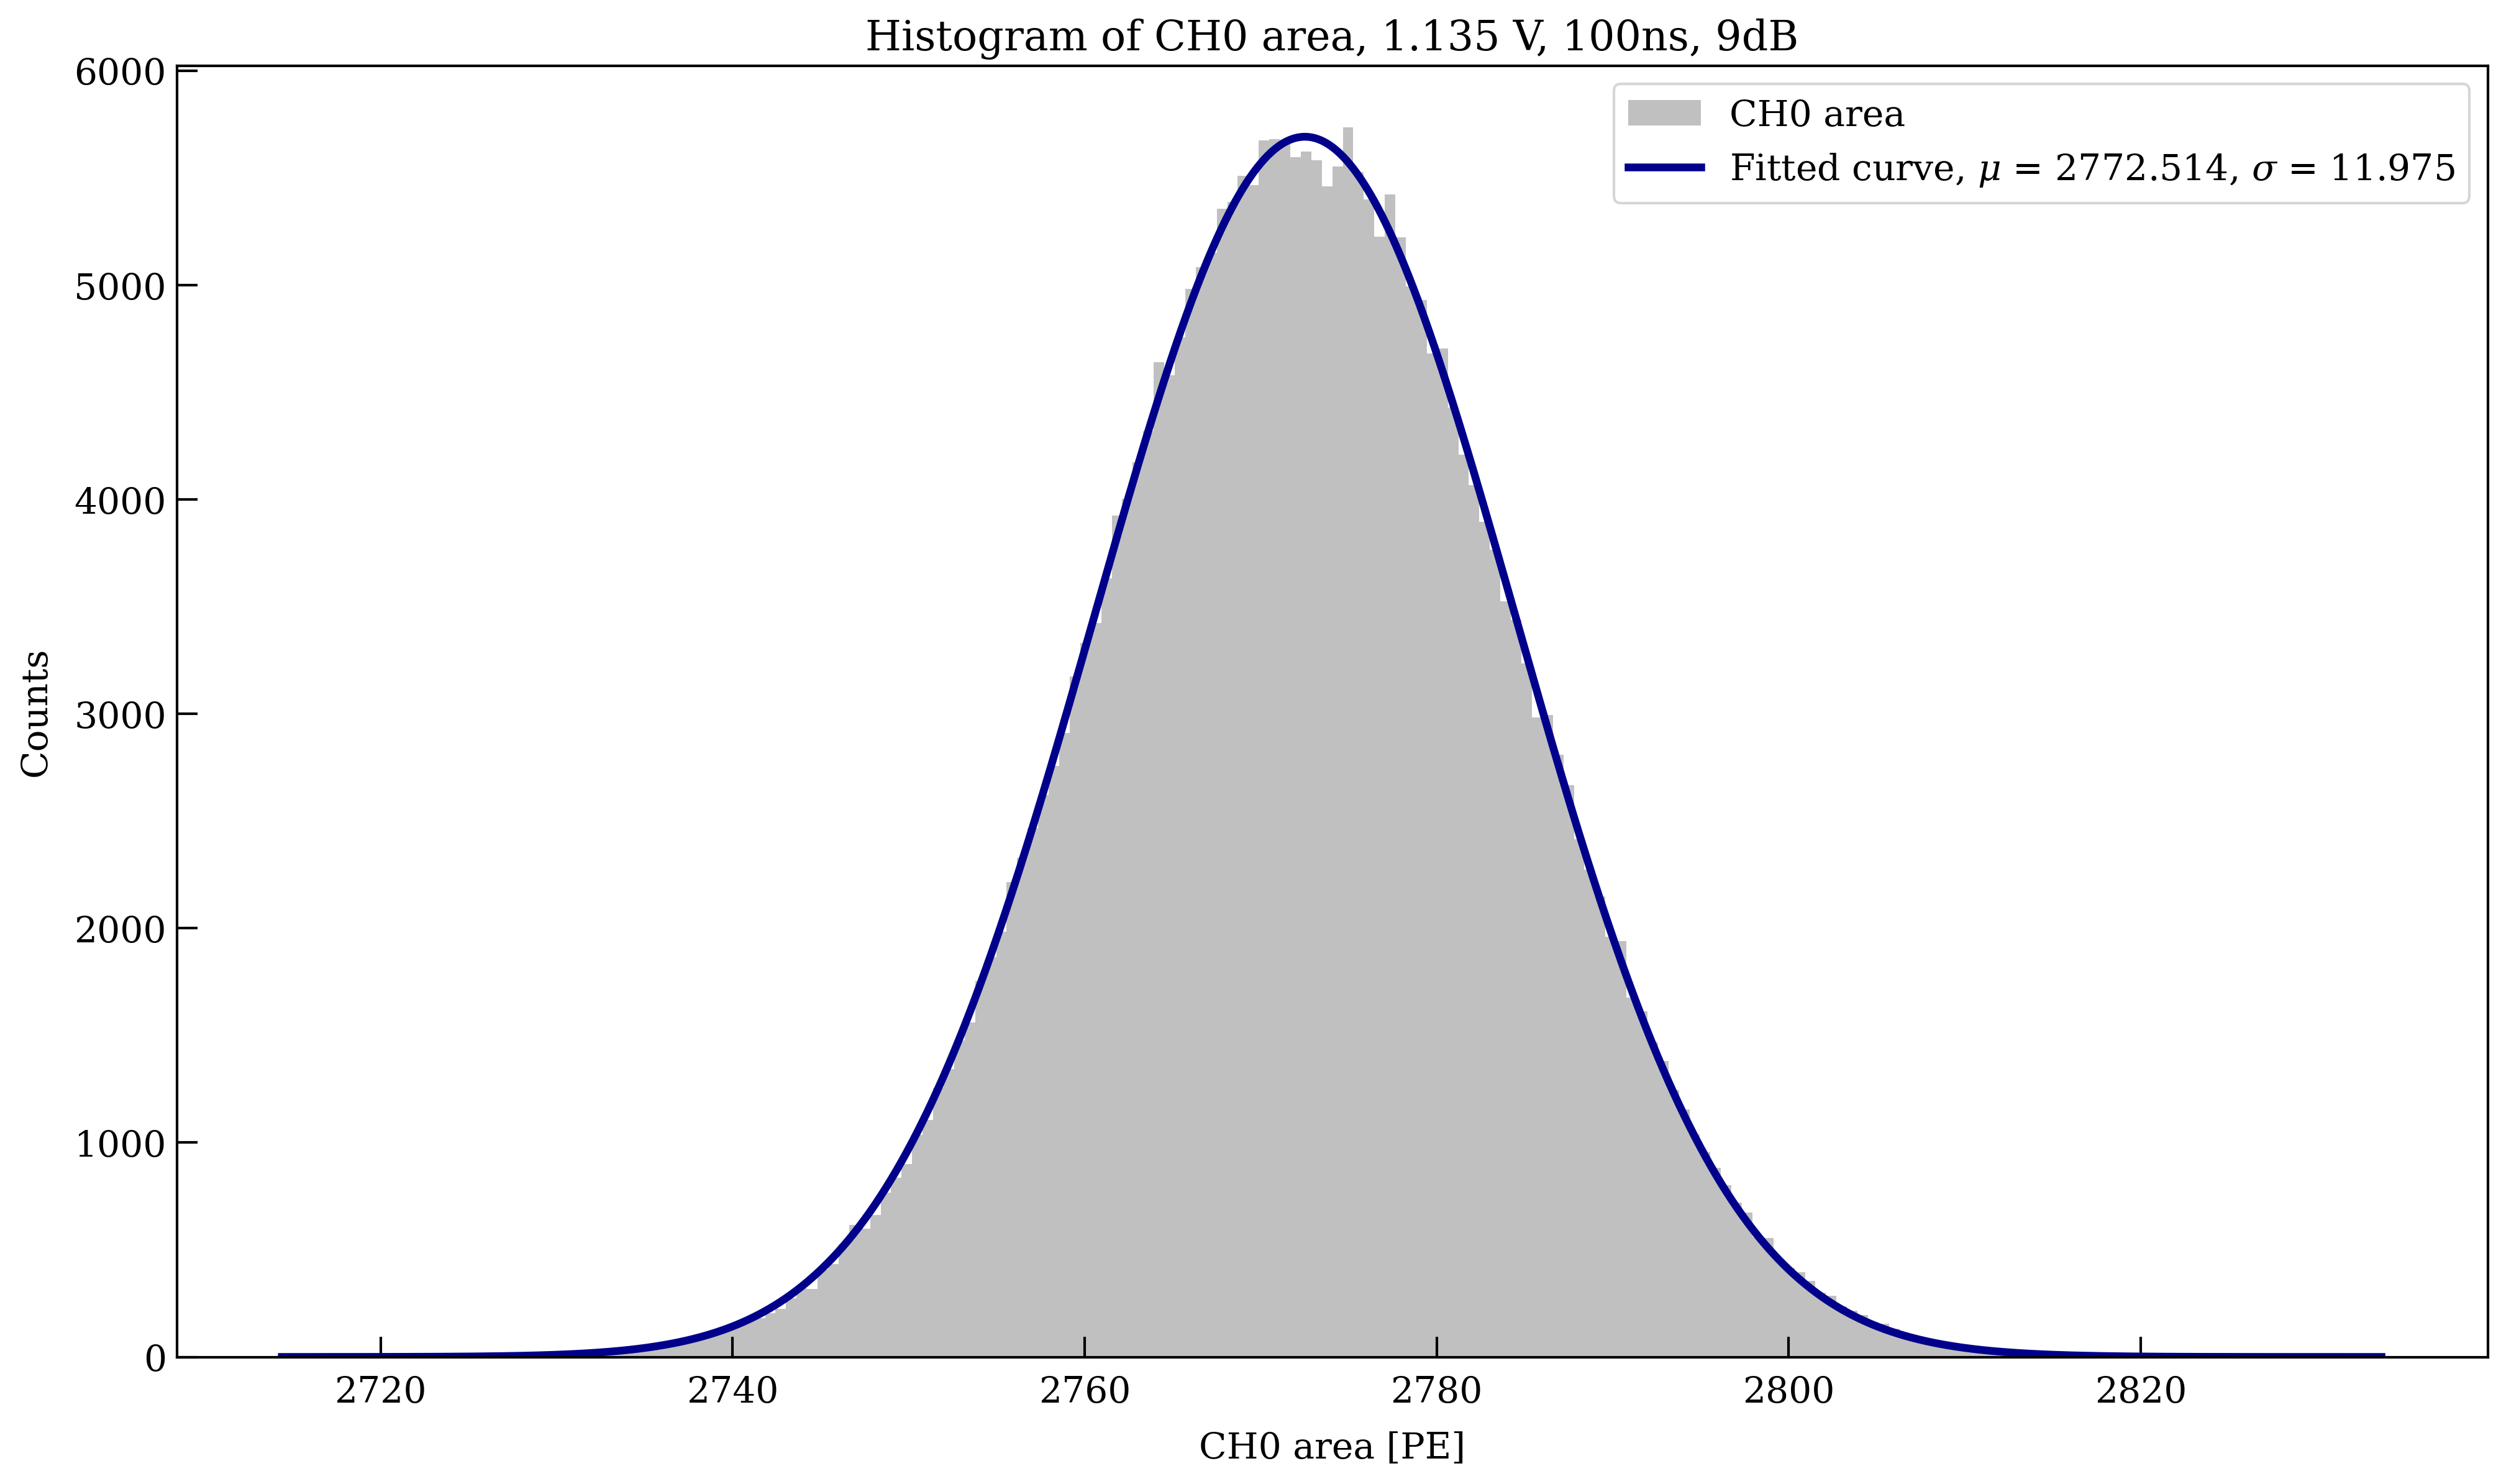 Histogram of CH0 area, 1.135 V, 100ns, 9dB
CH0 area
Fitted curve, μ = 2772.514, σ = 11.975
6000
5000
4000
3000
2000
1000
0
Counts
2720 2740 2760 2780 2800 2820
CH0 area [PE]